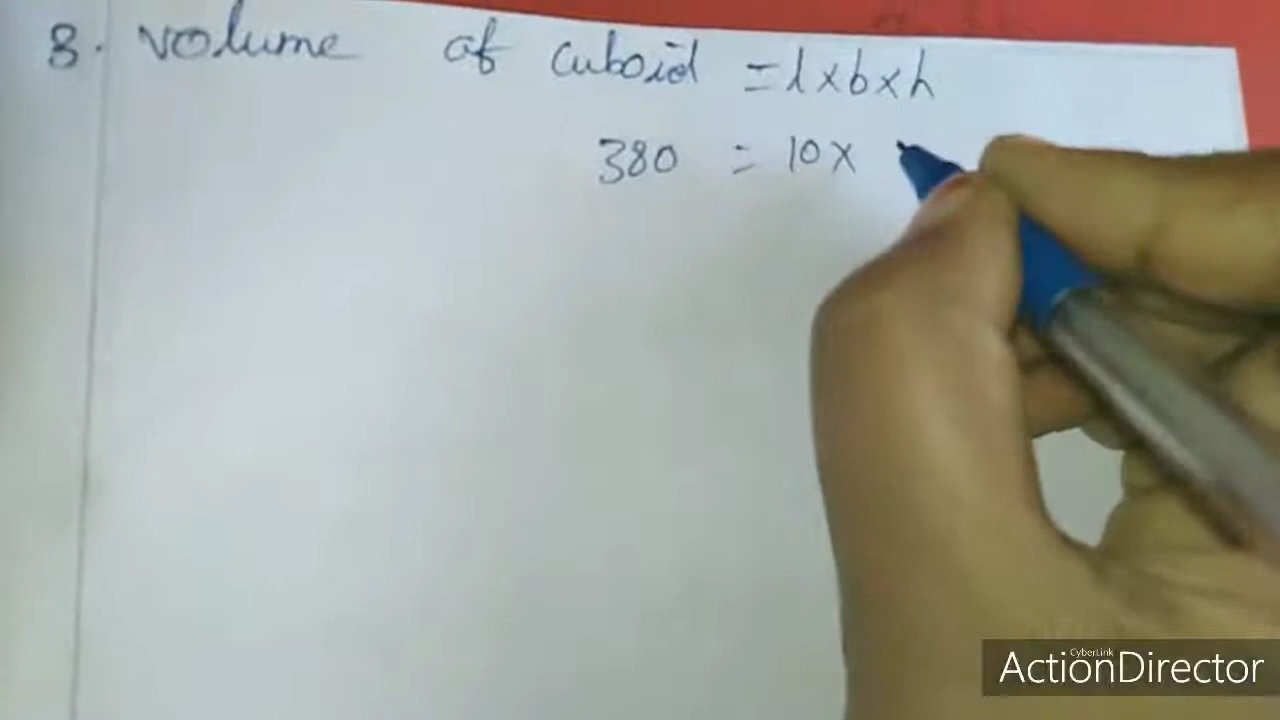 8. volume of cuboid = l×b×h
380 = 10×
CyberLink
ActionDirector